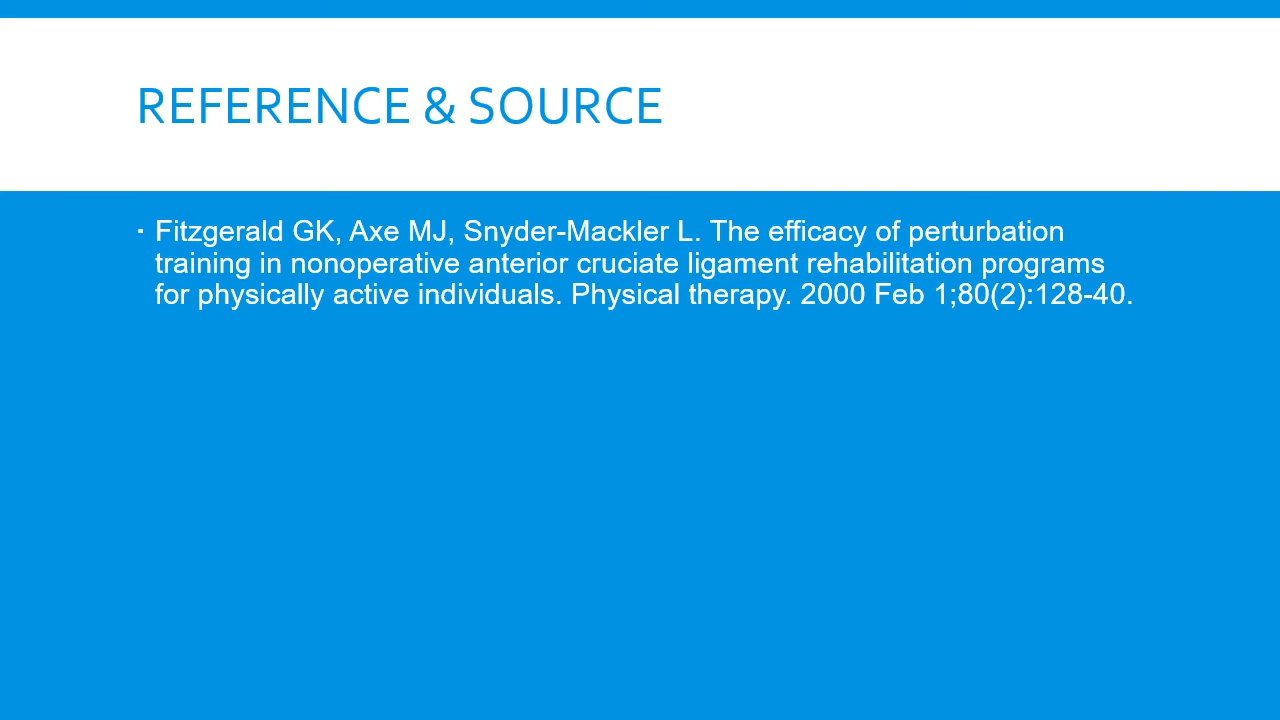 REFERENCE & SOURCE
▪ Fitzgerald GK, Axe MJ, Snyder-Mackler L. The efficacy of perturbation
training in nonoperative anterior cruciate ligament rehabilitation programs
for physically active individuals. Physical therapy. 2000 Feb 1;80(2):128-40.